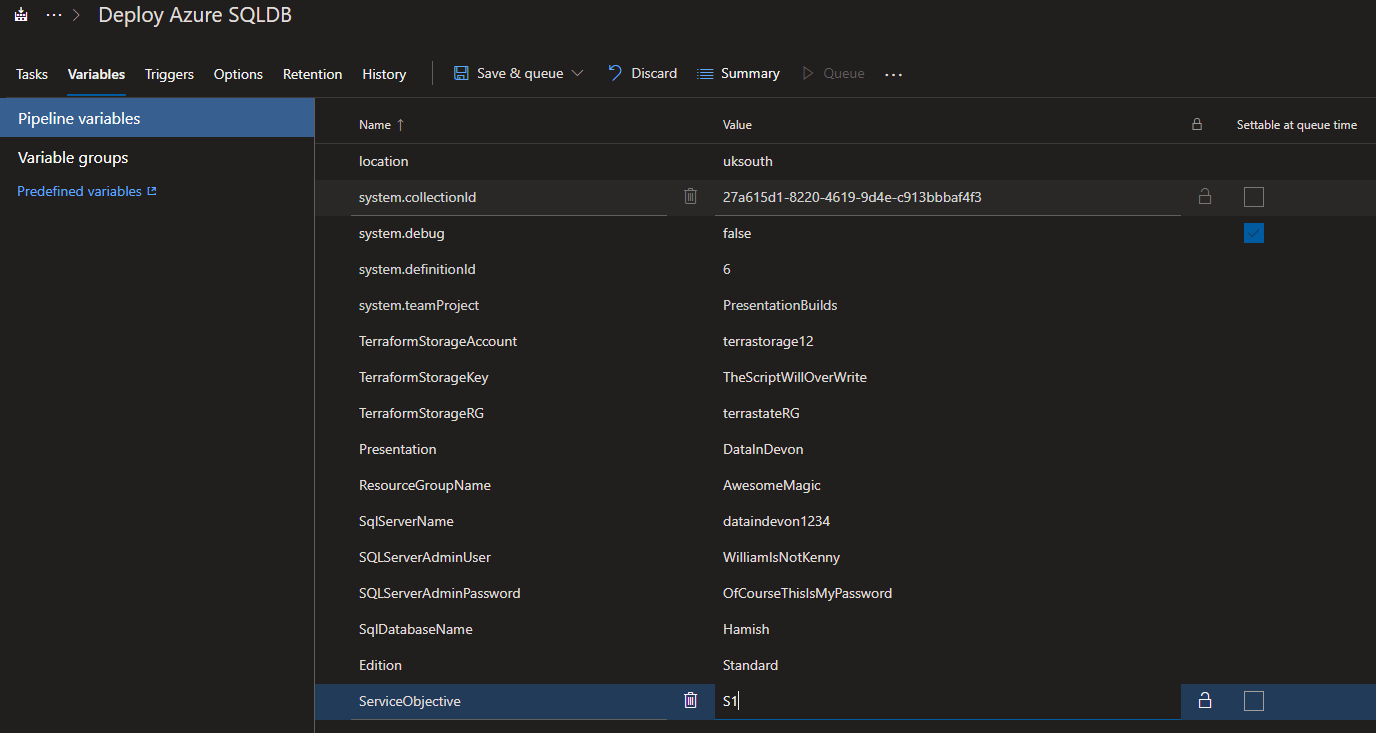 ... > Deploy Azure SQLDB
Tasks Variables Triggers Options Retention History Save & queue Discard Summary Queue ...
Pipeline variables
Variable groups
Predefined variables
Name ↑ Value Settable at queue time
location uksouth
system.collectionId 27a615d1-8220-4619-9d4e-c913bbbaf4f3
system.debug false
system.definitionId 6
system.teamProject PresentationBuilds
TerraformStorageAccount terrastorage12
TerraformStorageKey TheScriptWillOverWrite
TerraformStorageRG terrastateRG
Presentation DataInDevon
ResourceGroupName AwesomeMagic
SqlServerName dataindevon1234
SQLServerAdminUser WilliamIsNotKenny
SQLServerAdminPassword OfCourseThisIsMyPassword
SqlDatabaseName Hamish
Edition Standard
ServiceObjective S1